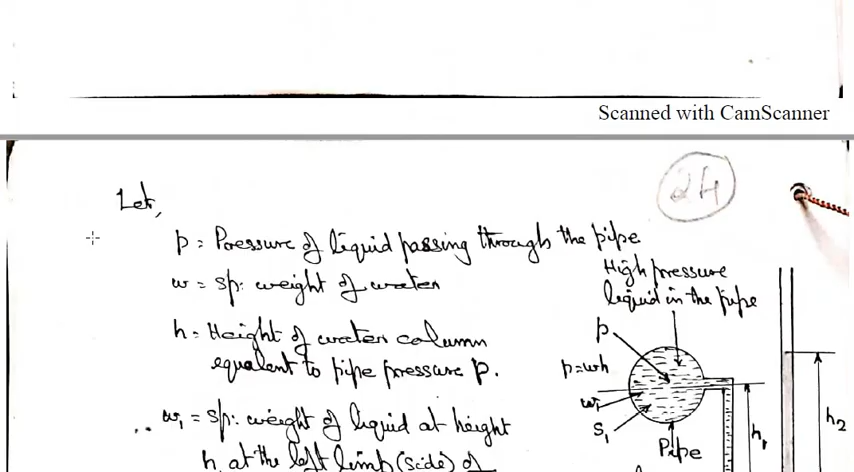 Scanned with CamScanner
24
Let,
p = Pressure of liquid passing through the pipe
w = sp: weight of water
h = Height of water column
equalent to pipe pressure p.
w₁ = sp: weight of liquid at height
h, at the left limb (side) of
High pressure
liquid in the pipe
p
p=wh
w₁
S₁
Pipe
h₁
h₂